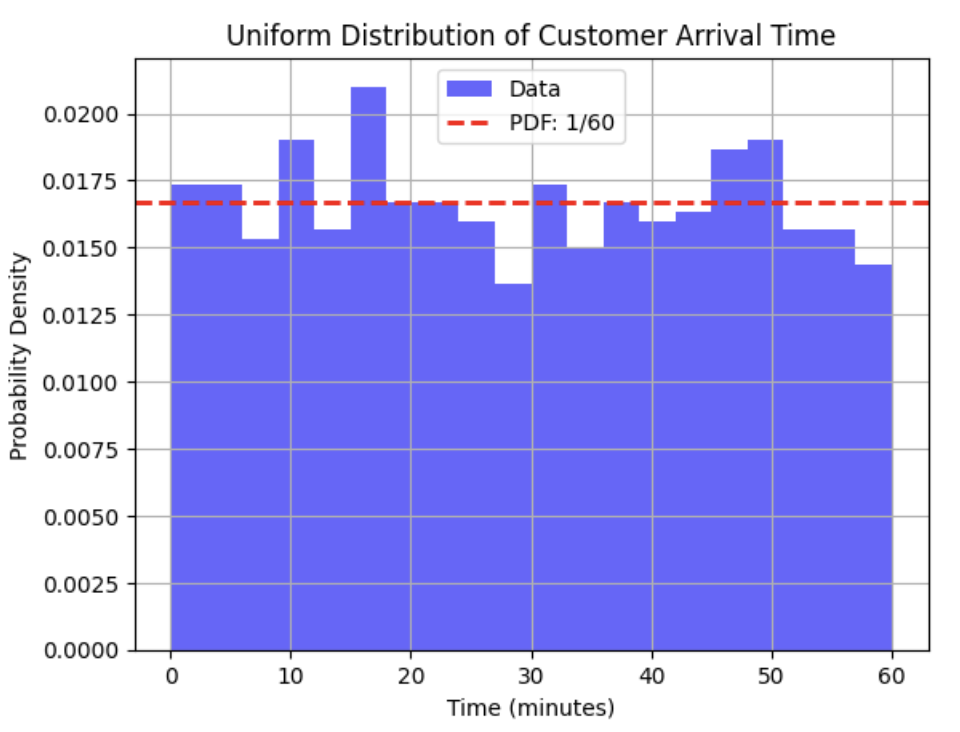 Uniform Distribution of Customer Arrival Time
Data
PDF: 1/60
Probability Density
0.0200
0.0175
0.0150
0.0125
0.0100
0.0075
0.0050
0.0025
0.0000
0 10 20 30 40 50 60
Time (minutes)